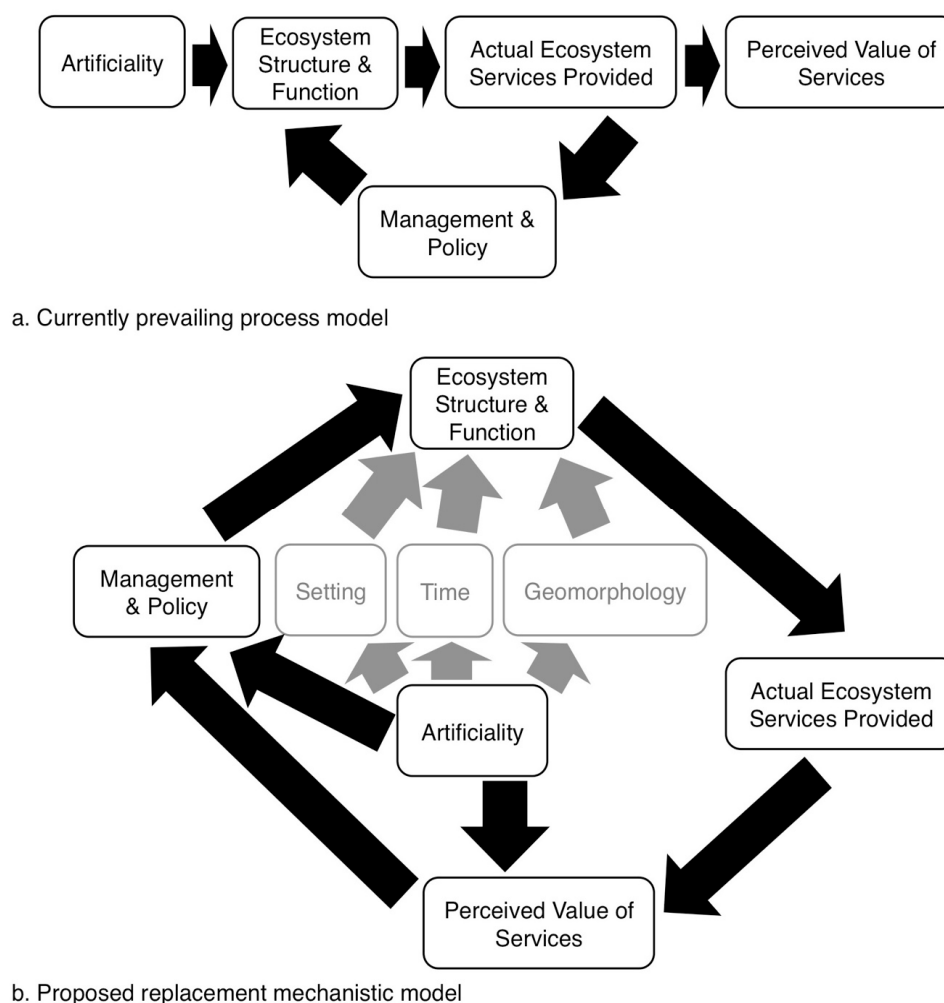 Artificiality
Ecosystem
Structure &
Function
Actual Ecosystem
Services Provided
Perceived Value of
Services
Management &
Policy
a. Currently prevailing process model
Ecosystem
Structure &
Function
Management
& Policy
Setting
Time
Geomorphology
Actual Ecosystem
Services Provided
Artificiality
Perceived Value of
Services
b. Proposed replacement mechanistic model